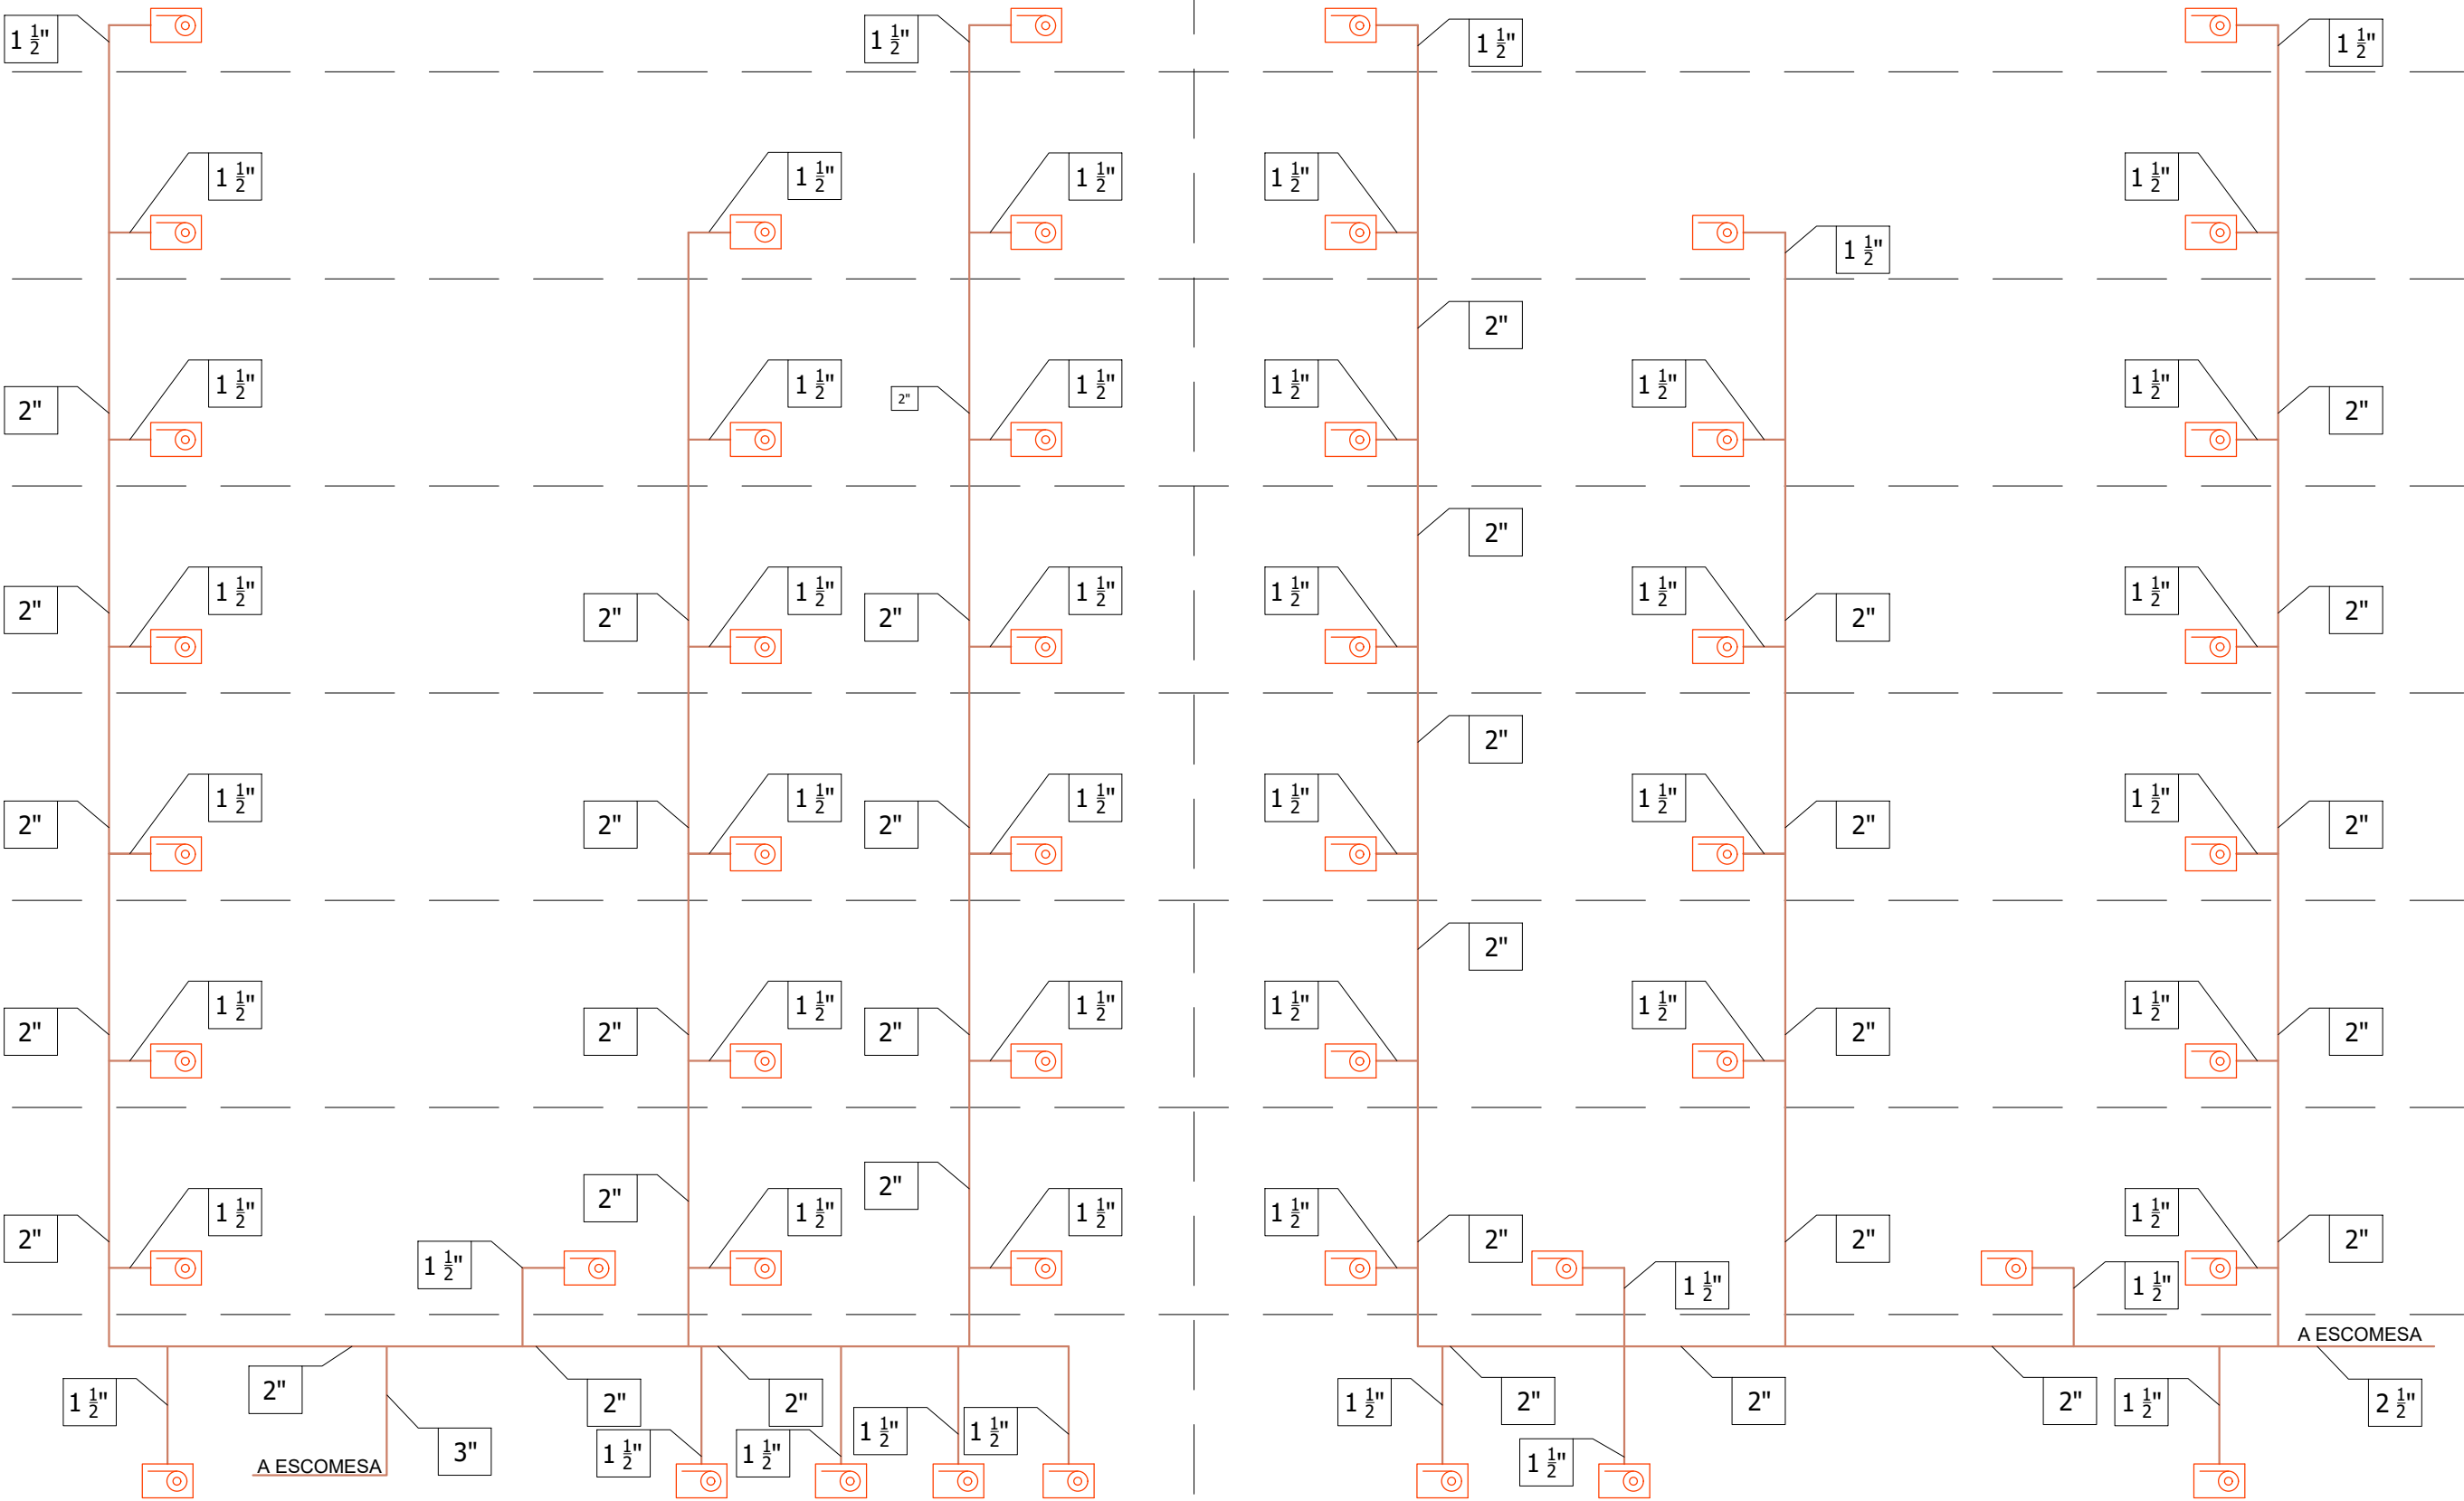 1 1/2" 1 1/2" 1 1/2" 1 1/2"
1 1/2" 1 1/2" 1 1/2" 1 1/2" 1 1/2"
1 1/2"
2"
1 1/2" 1 1/2" 1 1/2" 1 1/2" 1 1/2" 1 1/2"
2" 2" 2"
2"
1 1/2" 1 1/2" 1 1/2" 1 1/2" 1 1/2" 1 1/2"
2" 2" 2" 2" 2"
2"
1 1/2" 1 1/2" 1 1/2" 1 1/2" 1 1/2" 1 1/2"
2" 2" 2" 2" 2"
2"
1 1/2" 1 1/2" 1 1/2" 1 1/2" 1 1/2" 1 1/2"
2" 2" 2" 2" 2"
2" 2"
1 1/2" 1 1/2" 1 1/2" 1 1/2" 1 1/2"
2" 2" 2" 2"
1 1/2" 1 1/2" 1 1/2"
A ESCOMESA
2" 1 1/2" 2" 2" 1 1/2" 2" 2" 2" 1 1/2" 2 1/2"
1 1/2" 1 1/2"
3" 1 1/2" 1 1/2" 1 1/2"
A ESCOMESA